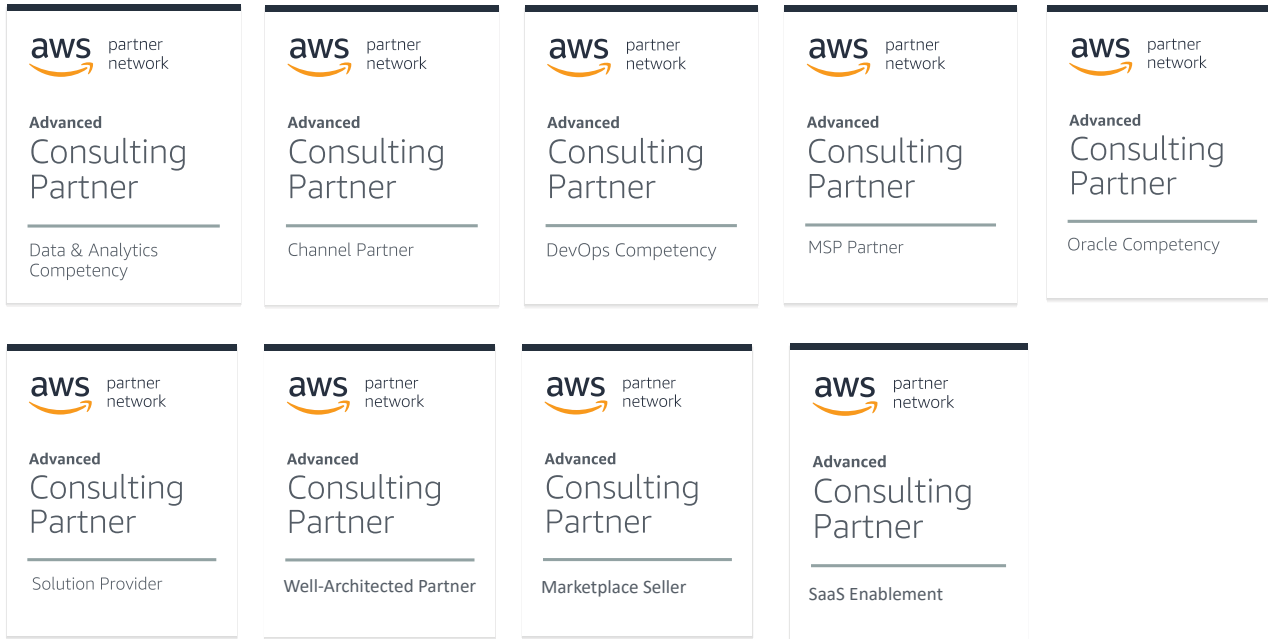 aws partner network
Advanced
Consulting
Partner
Data & Analytics
Competency
aws partner network
Advanced
Consulting
Partner
Channel Partner
aws partner network
Advanced
Consulting
Partner
DevOps Competency
aws partner network
Advanced
Consulting
Partner
MSP Partner
aws partner network
Advanced
Consulting
Partner
Oracle Competency
aws partner network
Advanced
Consulting
Partner
Solution Provider
aws partner network
Advanced
Consulting
Partner
Well-Architected Partner
aws partner network
Advanced
Consulting
Partner
Marketplace Seller
aws partner network
Advanced
Consulting
Partner
SaaS Enablement